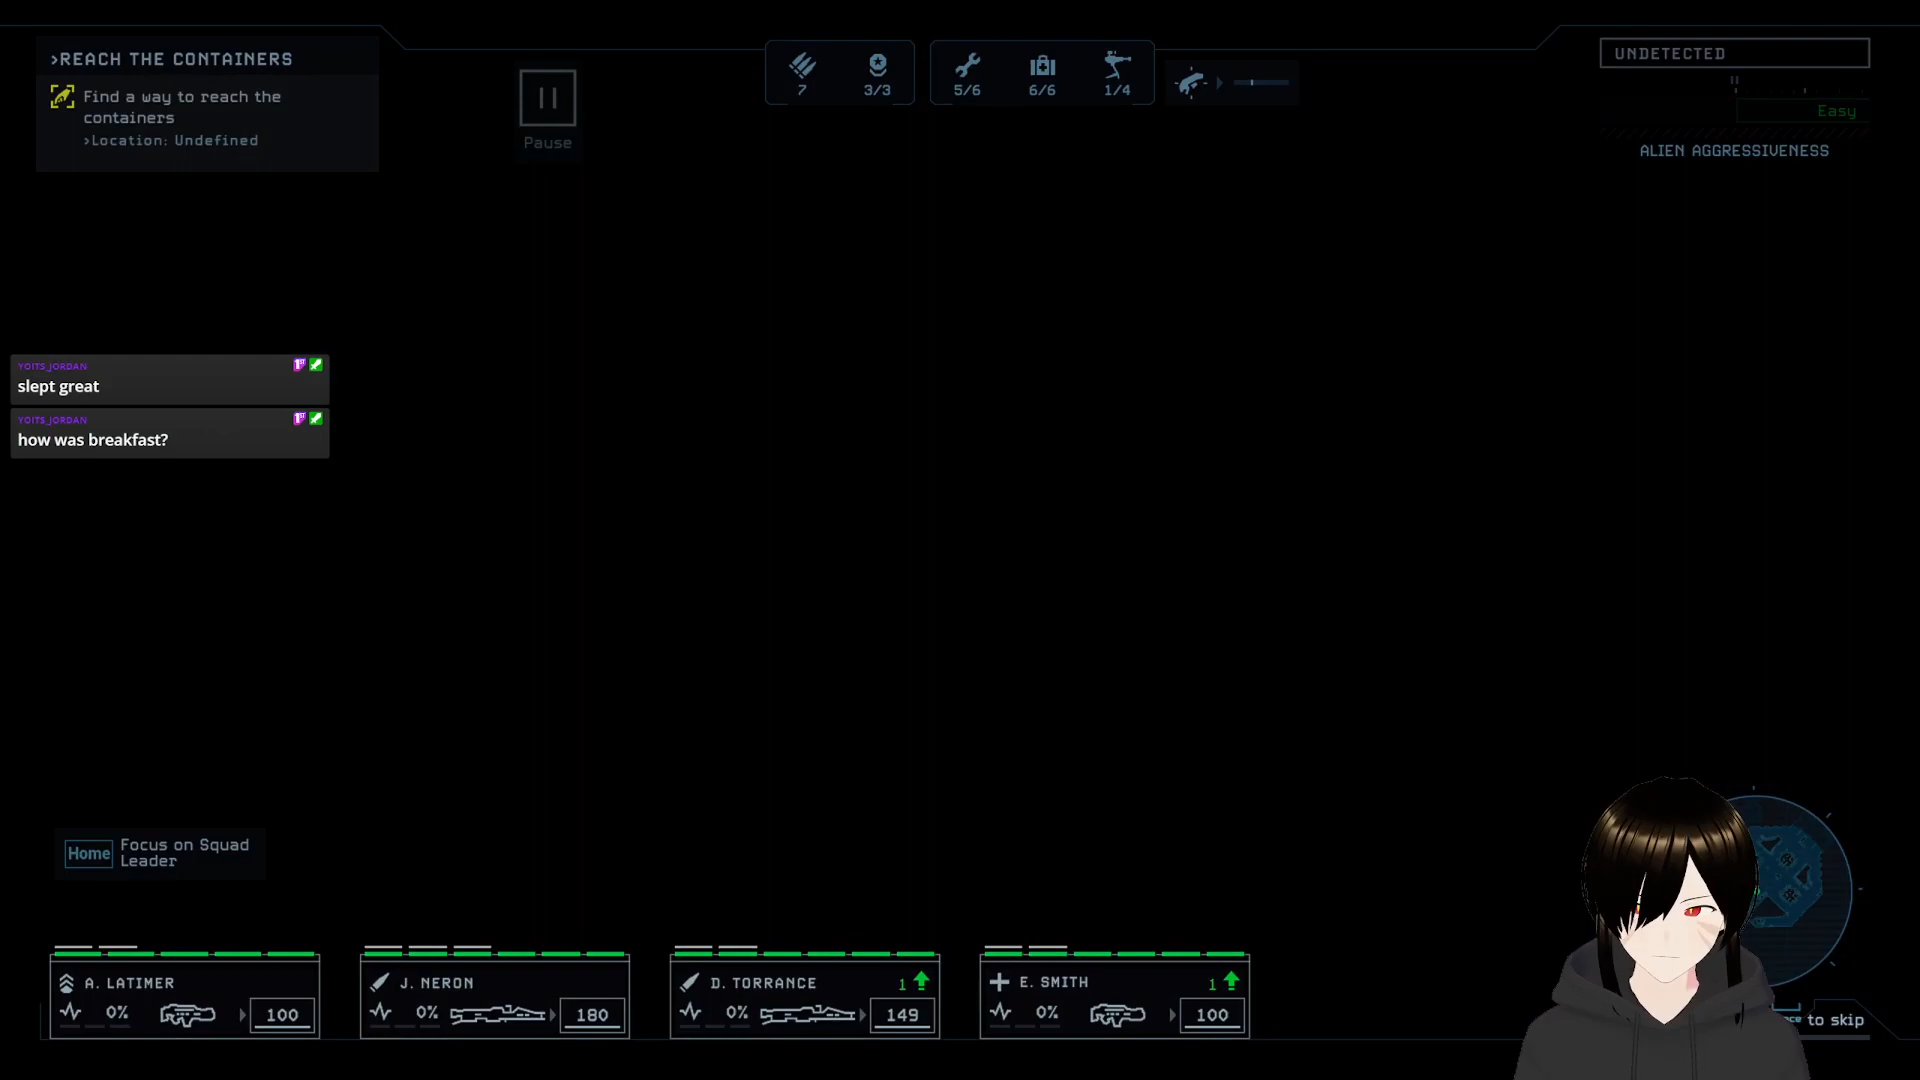 >REACH THE CONTAINERS
Find a way to reach the
containers
>Location: Undefined
Pause
7
3/3
5/6
6/6
1/4
UNDETECTED
Easy
ALIEN AGGRESSIVENESS
YOITS_JORDAN
slept great
YOITS_JORDAN
how was breakfast?
Home
Focus on Squad
Leader
A. LATIMER
0%
100
J. NERON
0%
180
D. TORRANCE
1
0%
149
E. SMITH
1
0%
100
to skip